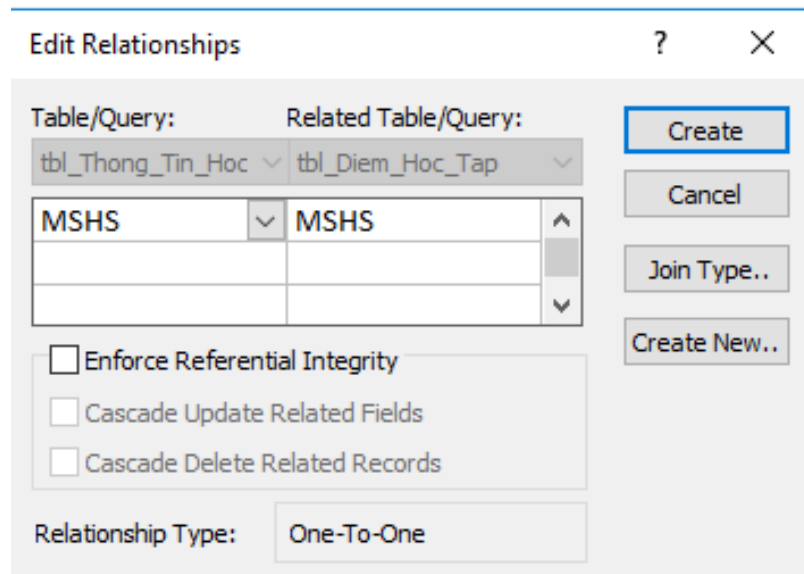 Edit Relationships
Table/Query: Related Table/Query:
tbl_Thong_Tin_Hoc tbl_Diem_Hoc_Tap
MSHS MSHS
Enforce Referential Integrity
Cascade Update Related Fields
Cascade Delete Related Records
Relationship Type: One-To-One
?
Create
Cancel
Join Type..
Create New..